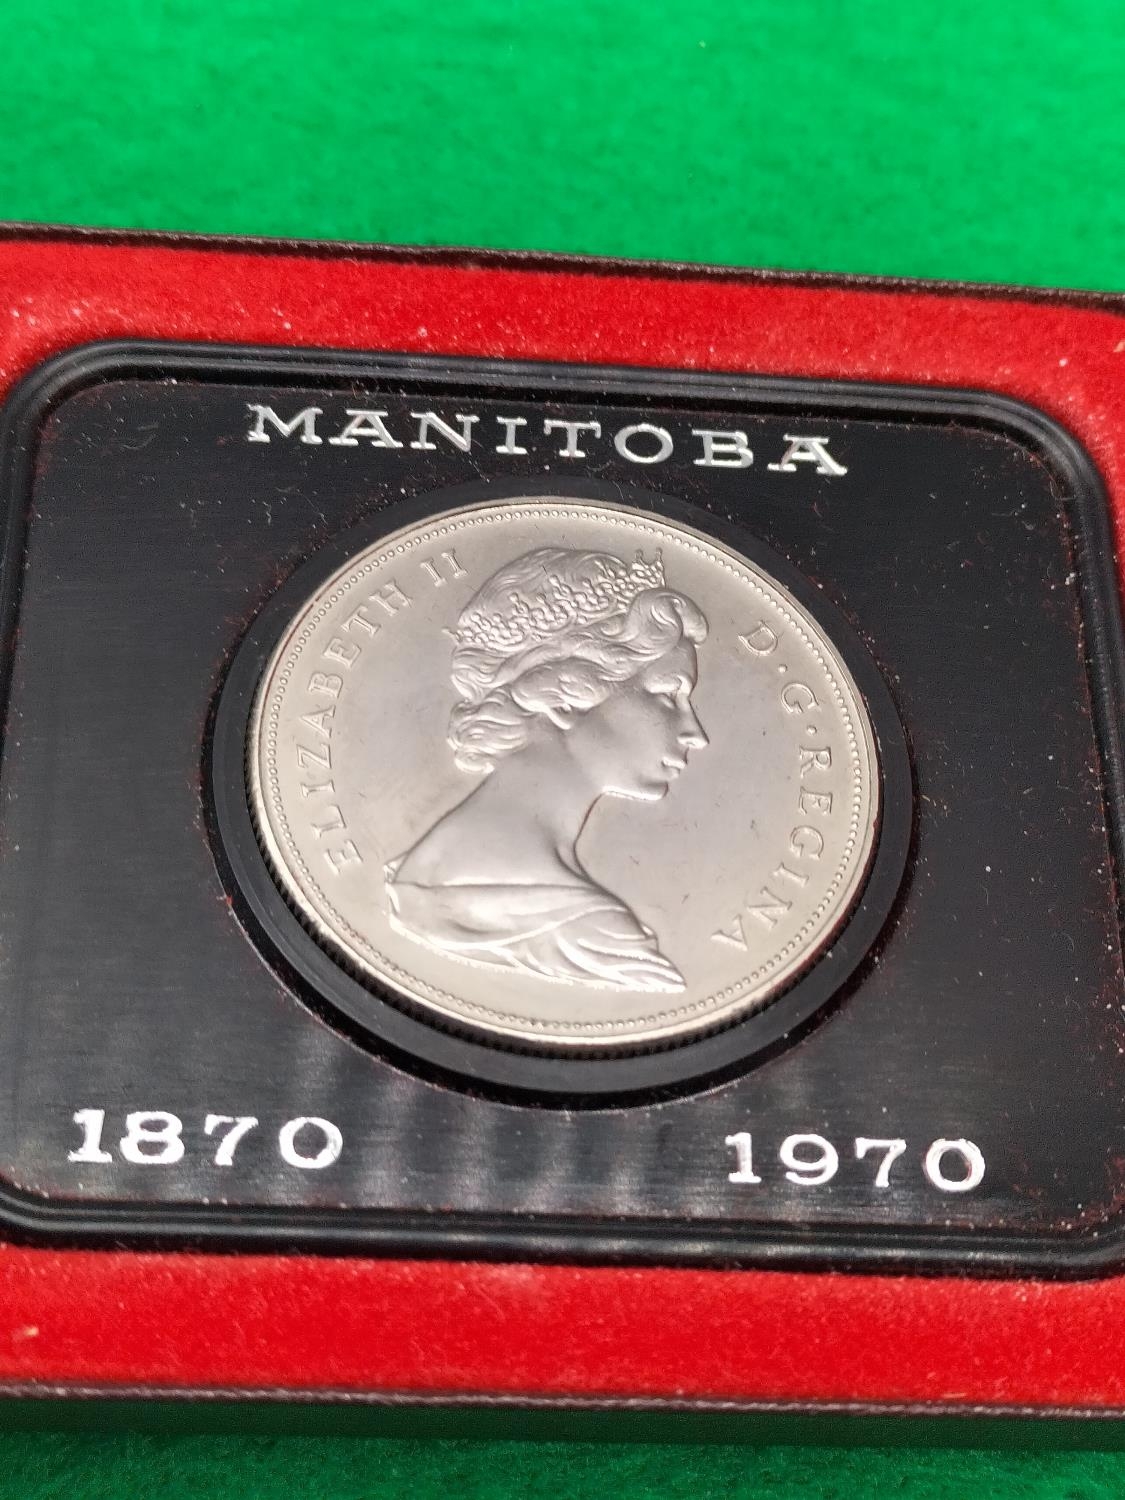 MANITOBA
ELIZABETH II D·G·REGINA
1870 1970